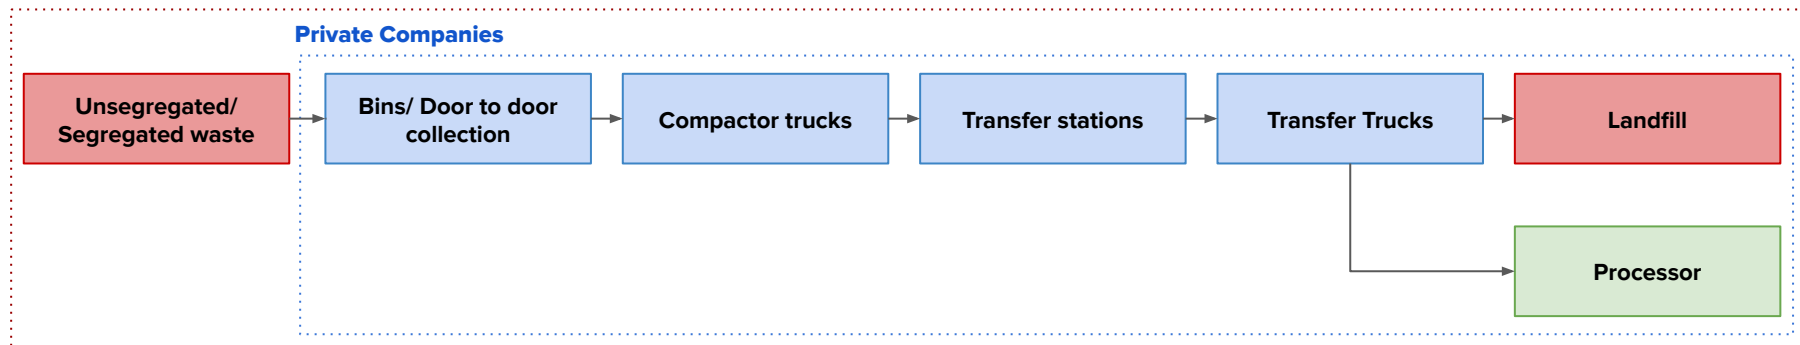 Private Companies
Unsegregated/
Segregated waste
Bins/ Door to door
collection
Compactor trucks
Transfer stations
Transfer Trucks
Landfill
Processor